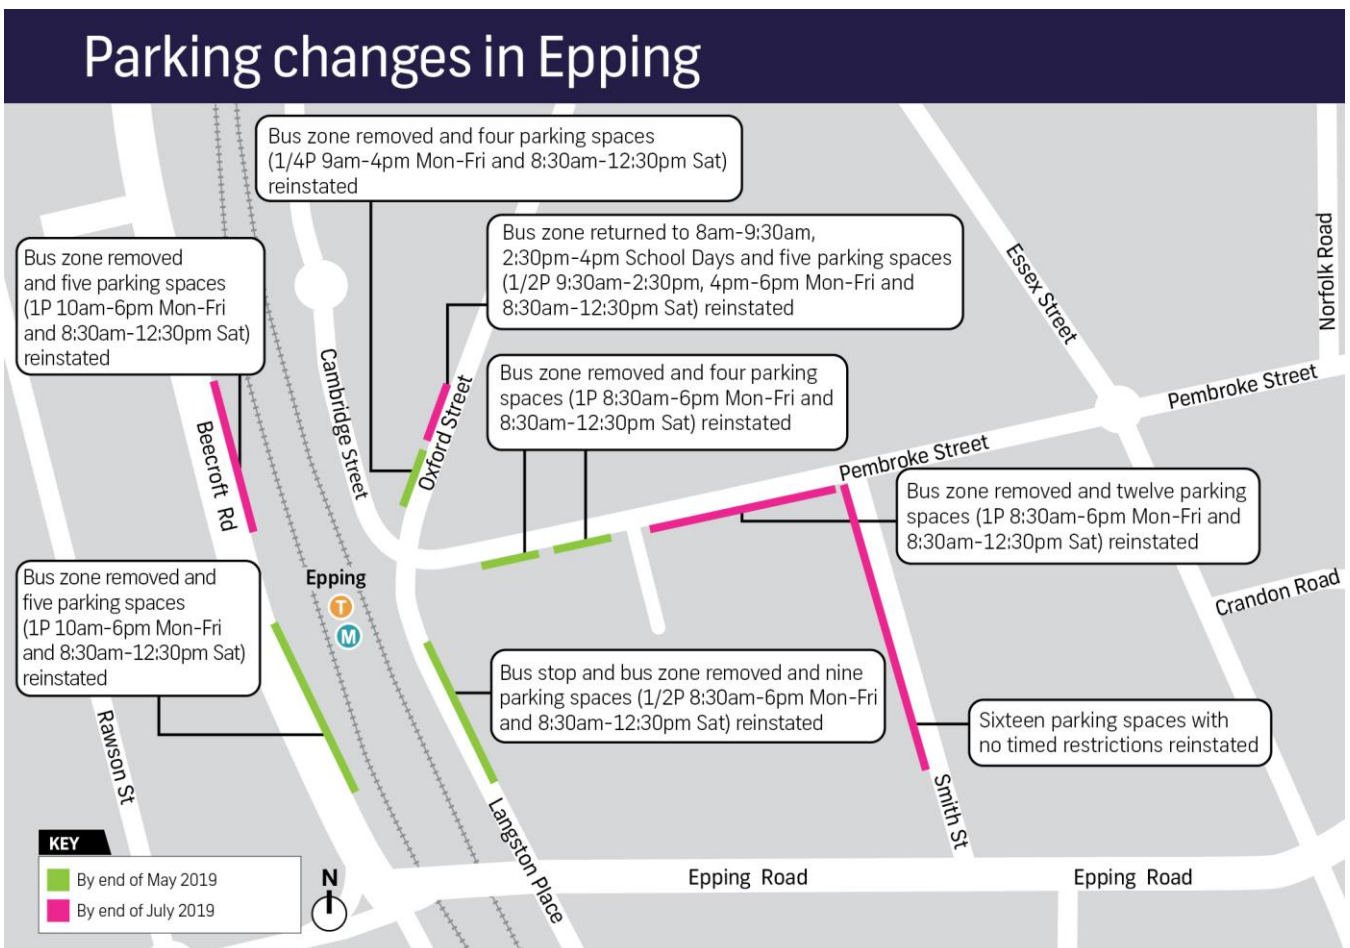 Parking changes in Epping
Bus zone removed and four parking spaces
(1/4P 9am-4pm Mon-Fri and 8:30am-12:30pm Sat)
reinstated
Bus zone returned to 8am-9:30am,
2:30pm-4pm School Days and five parking spaces
(1/2P 9:30am-2:30pm, 4pm-6pm Mon-Fri and
8:30am-12:30pm Sat) reinstated
Bus zone removed
and five parking spaces
(1P 10am-6pm Mon-Fri
and 8:30am-12:30pm Sat)
reinstated
Bus zone removed and four parking
spaces (1P 8:30am-6pm Mon-Fri and
8:30am-12:30pm Sat) reinstated
Essex Street
Norfolk Road
Cambridge Street
Oxford Street
Beecroft Rd
Pembroke Street
Pembroke Street
Bus zone removed and twelve parking
spaces (1P 8:30am-6pm Mon-Fri and
8:30am-12:30pm Sat) reinstated
Bus zone removed and
five parking spaces
(1P 10am-6pm Mon-Fri
and 8:30am-12:30pm Sat)
reinstated
Epping
T
M
Crandon Road
Bus stop and bus zone removed and nine
parking spaces (1/2P 8:30am-6pm Mon-Fri
and 8:30am-12:30pm Sat) reinstated
Sixteen parking spaces with
no timed restrictions reinstated
Rawson St
Langston Place
Smith St
Epping Road
Epping Road
KEY
By end of May 2019
By end of July 2019
N